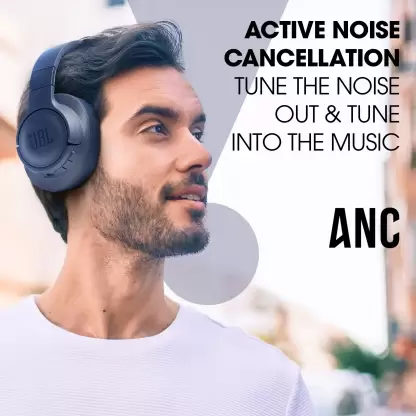 ACTIVE NOISE
CANCELLATION
TUNE THE NOISE
OUT & TUNE
INTO THE MUSIC
JBL
ANC